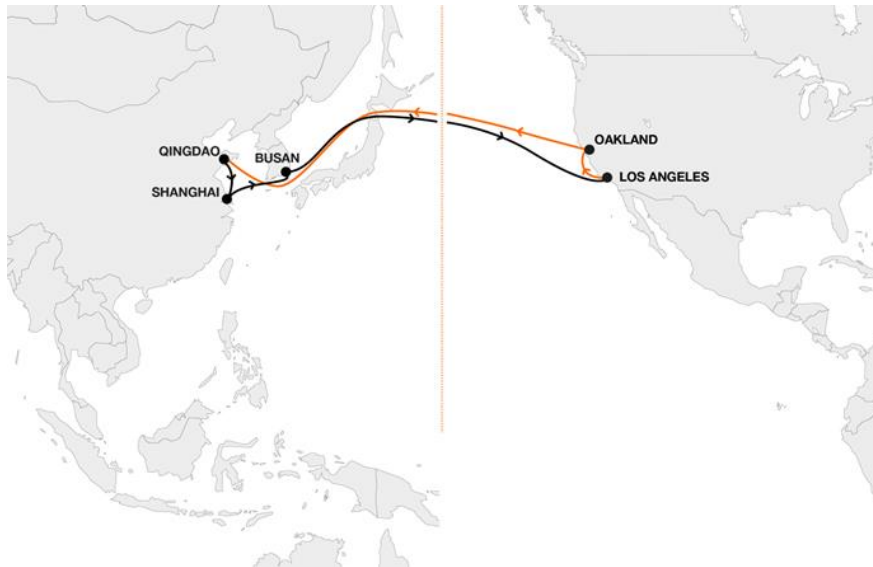 QINGDAO
BUSAN
SHANGHAI
OAKLAND
LOS ANGELES